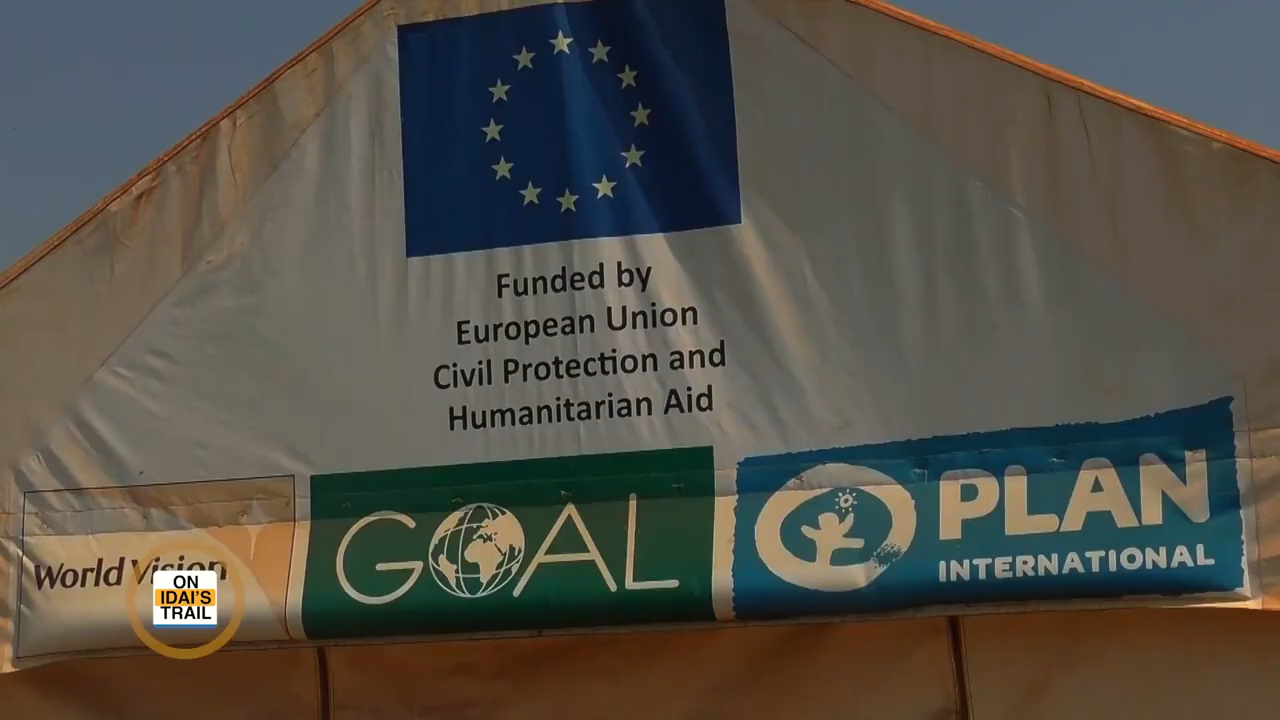 Funded by
European Union
Civil Protection and
Humanitarian Aid
World Vision
GOAL
PLAN
INTERNATIONAL
ON
IDAI'S
TRAIL